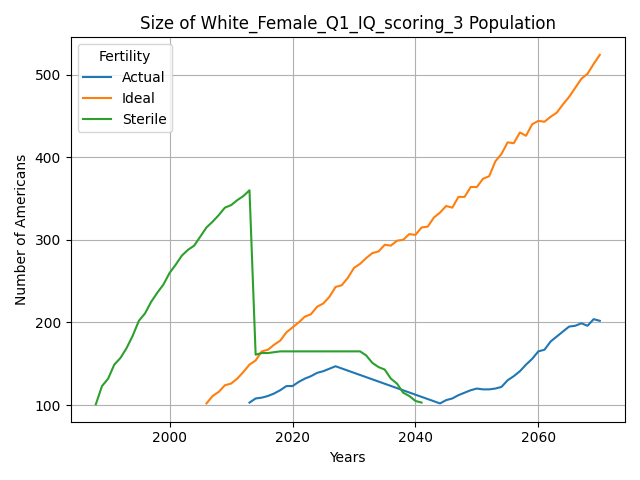 Size of White_Female_Q1_IQ_scoring_3 Population
Fertility
Actual
Ideal
Sterile
Number of Americans
500
400
300
200
100
2000
2020
2040
2060
Years